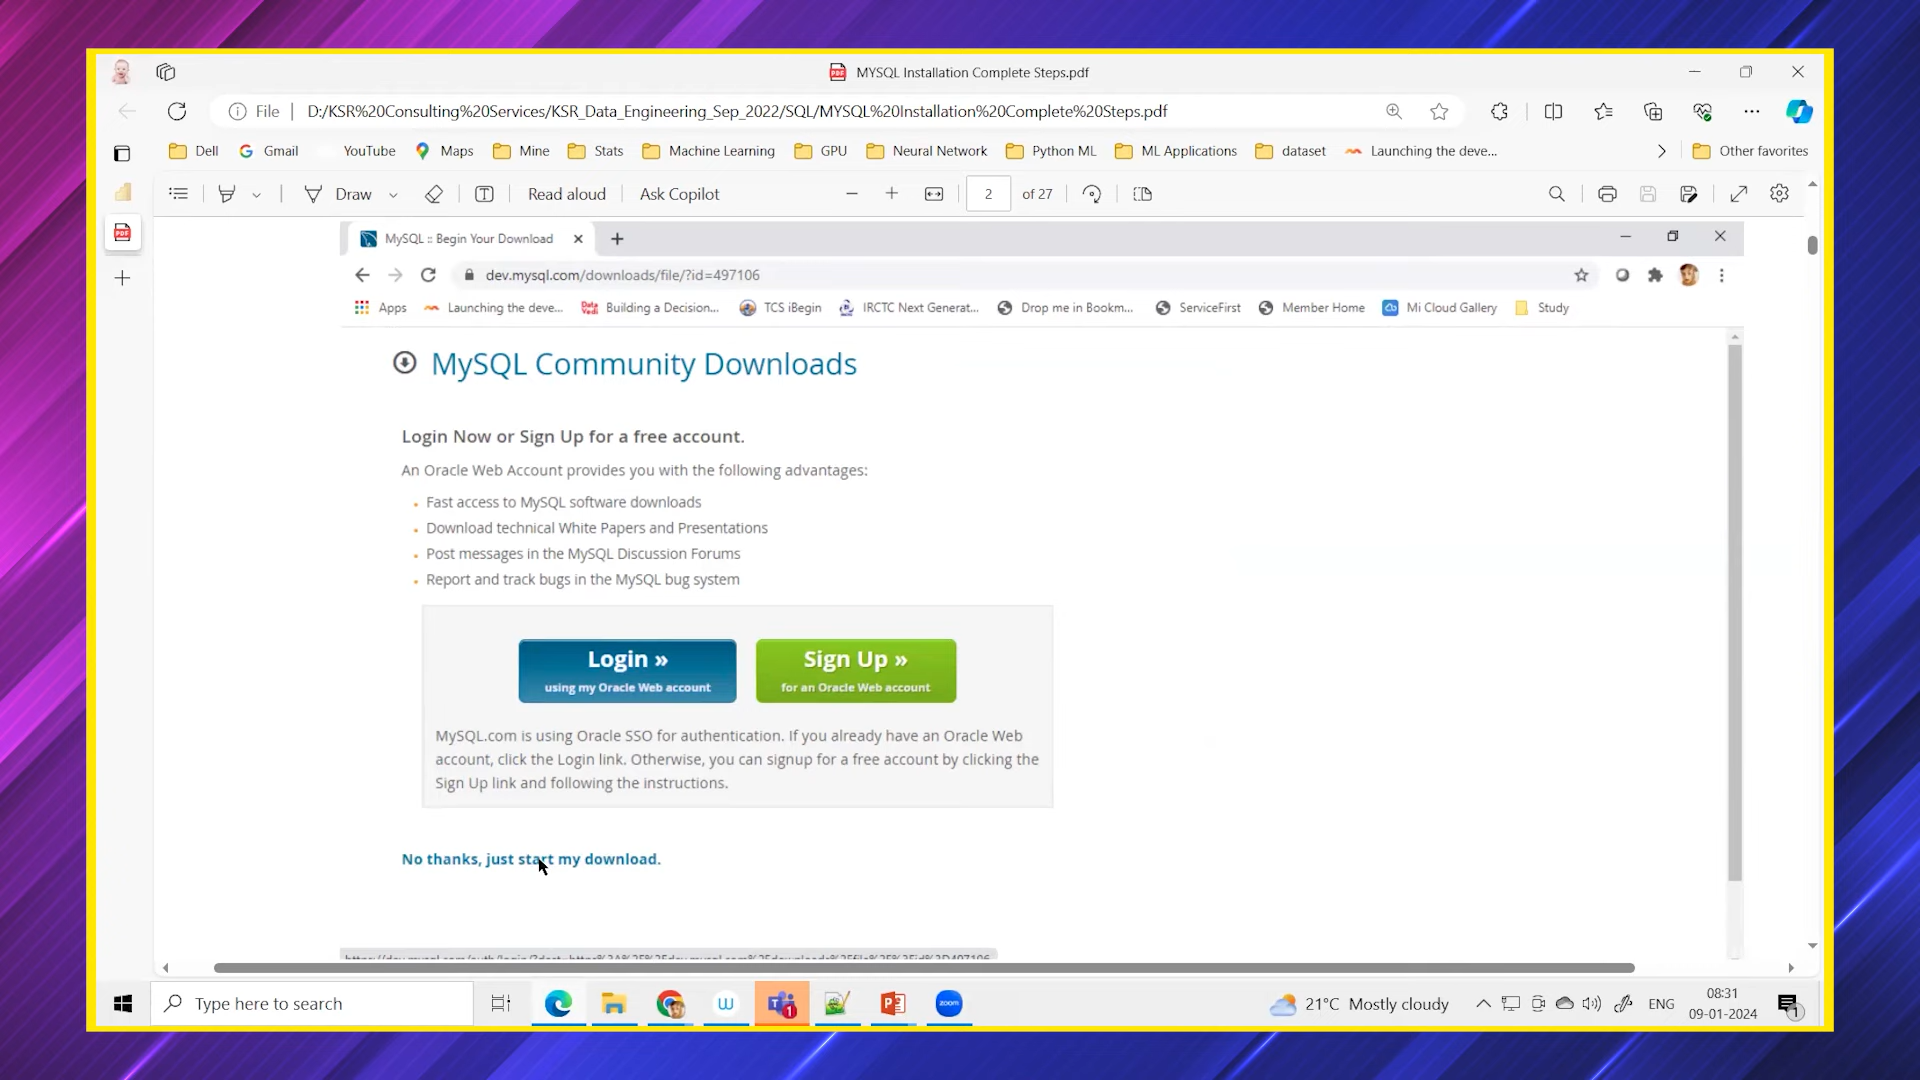 MYSQL Installation Complete Steps.pdf
File
D:/KSR%20Consulting%20Services/KSR_Data_Engineering_Sep_2022/SQL/MYSQL%20Installation%20Complete%20Steps.pdf
Dell Gmail YouTube Maps Mine Stats Machine Learning GPU Neural Network Python ML ML Applications dataset Launching the deve... Other favorites
Draw Read aloud Ask Copilot 2 of 27
MySQL :: Begin Your Download
dev.mysql.com/downloads/file/?id=497106
Apps Launching the deve... Building a Decision... TCS iBegin IRCTC Next Generat... Drop me in Bookm... ServiceFirst Member Home Mi Cloud Gallery Study
MySQL Community Downloads
Login Now or Sign Up for a free account.
An Oracle Web Account provides you with the following advantages:
Fast access to MySQL software downloads
Download technical White Papers and Presentations
Post messages in the MySQL Discussion Forums
Report and track bugs in the MySQL bug system
Login » Sign Up »
using my Oracle Web account for an Oracle Web account
MySQL.com is using Oracle SSO for authentication. If you already have an Oracle Web
account, click the Login link. Otherwise, you can signup for a free account by clicking the
Sign Up link and following the instructions.
No thanks, just start my download.
Type here to search
21°C Mostly cloudy
ENG
08:31
09-01-2024